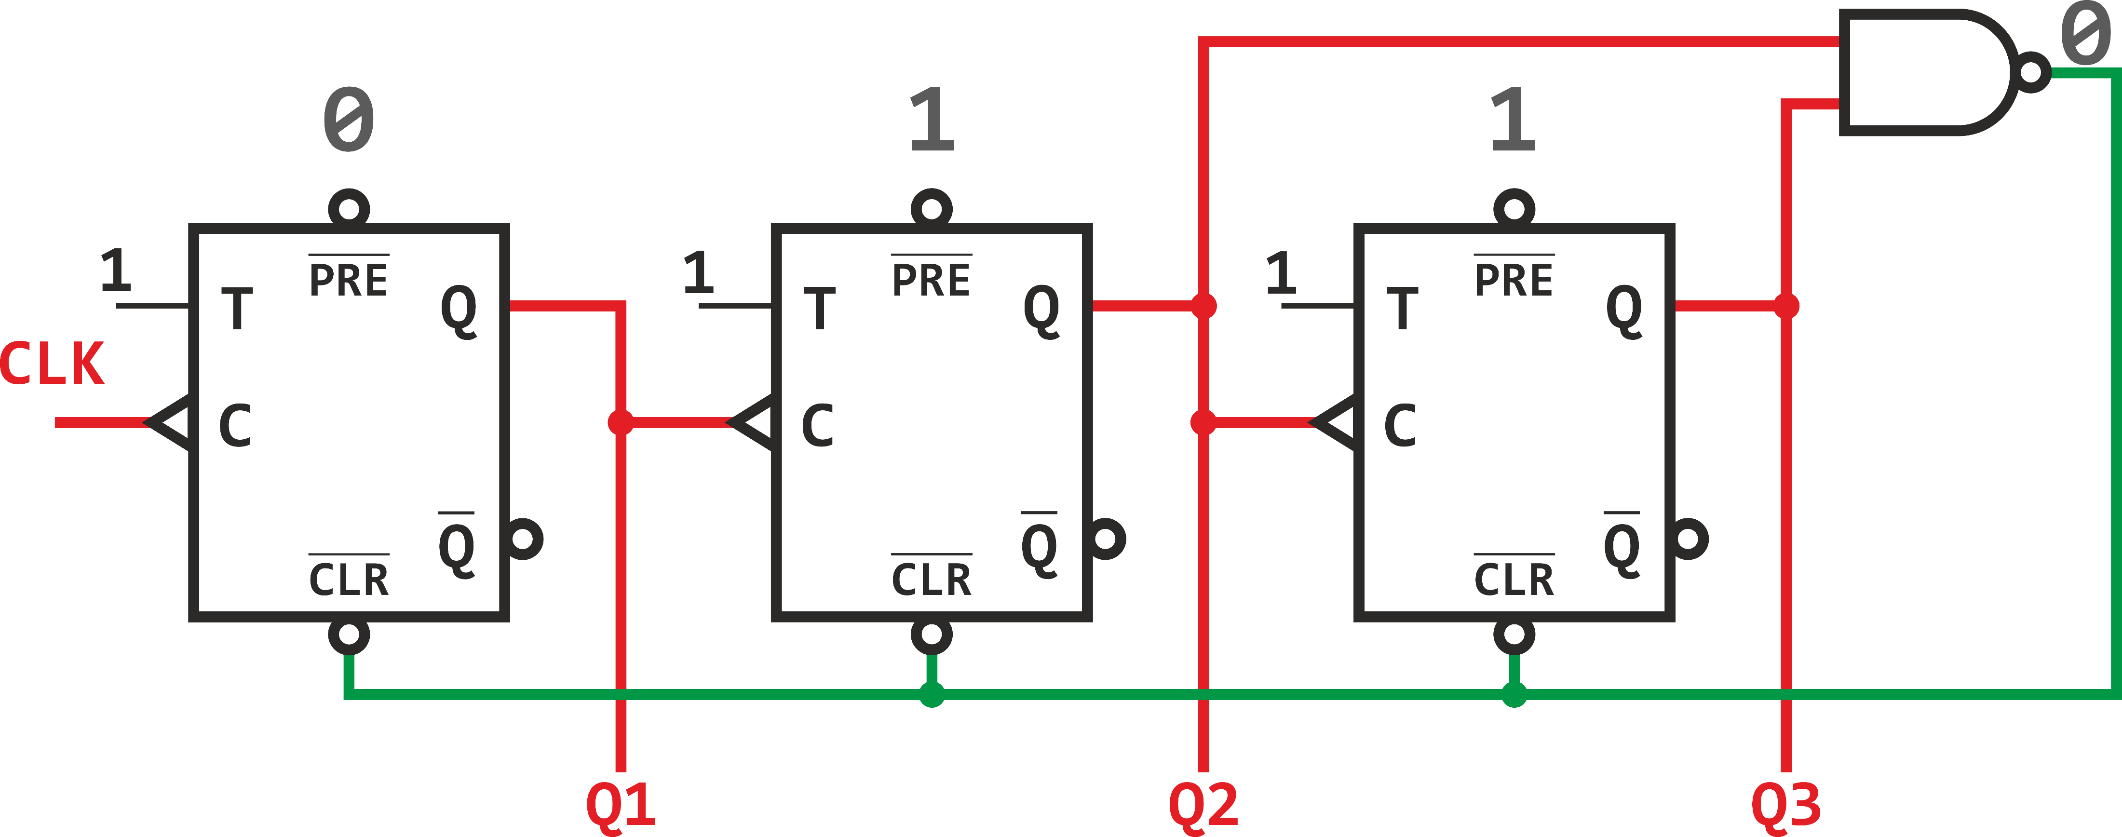 0 1 1 0
1 1 1
PRE PRE PRE
T Q T Q T Q
CLK
C C C
Q Q Q
CLR CLR CLR
Q1 Q2 Q3